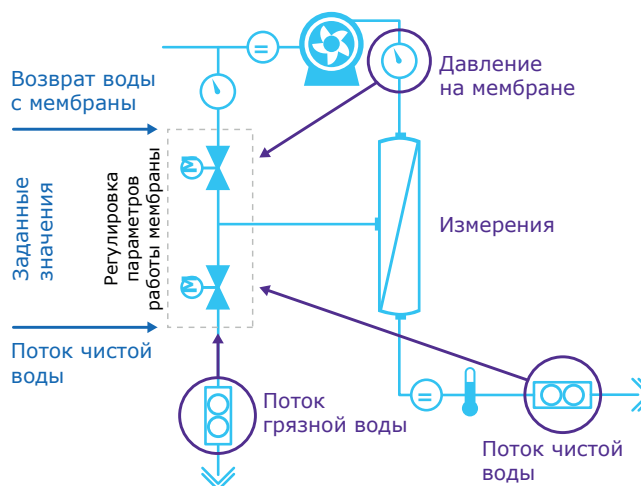 Возврат воды
с мембраны
Давление
на мембране
Заданные
значения
Регулировка
параметров
работы мембраны
M
M
Измерения
Поток чистой
воды
Поток
грязной воды
Поток чистой
воды